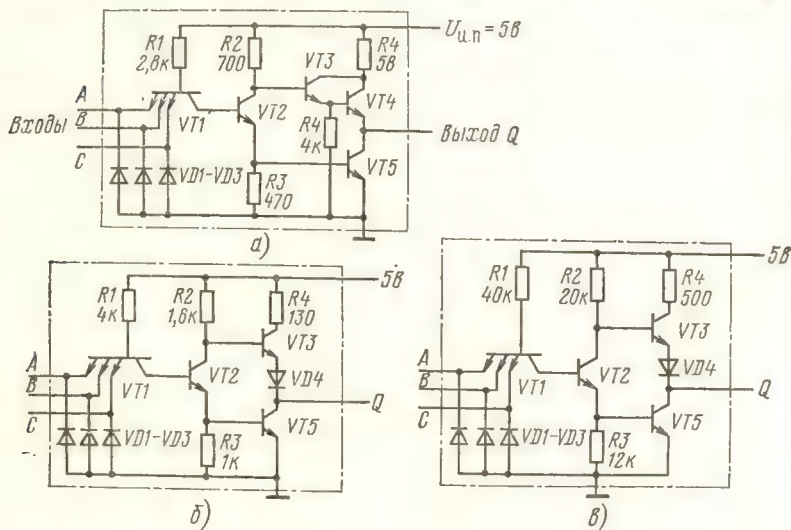 Uи.п = 5в
R1 2,8к
R2 700
VT3
R4 58
A
VT2
VT4
Входы
B
VT1
Выход Q
C
R4 4к
VT5
VD1-VD3
R3 470
а)
5в
R1 4к
R2 1,6к
R4 130
VT3
A
VT2
VD4
B
VT1
Q
C
VT5
VD1-VD3
R3 1к
б)
5в
R1 40к
R2 20к
R4 500
VT3
A
VD4
B
VT1
VT2
Q
C
VT5
VD1-VD3
R3 12к
в)